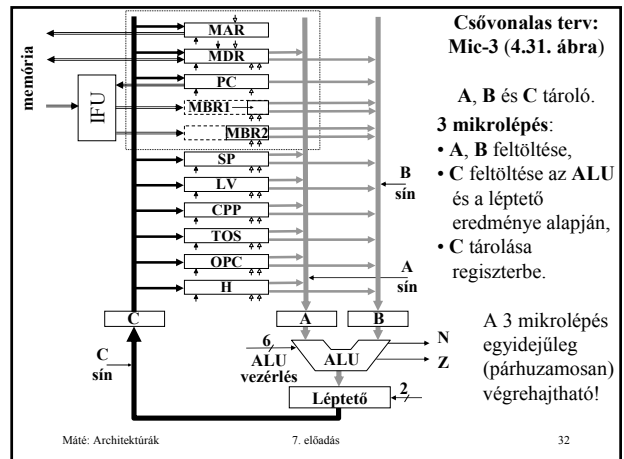 Csővonalas terv:
Mic-3 (4.31. ábra)
A, B és C tároló.
3 mikrolépés:
• A, B feltöltése,
• C feltöltése az ALU
és a léptető
eredménye alapján,
• C tárolása
regiszterbe.
A 3 mikrolépés
egyidejűleg
(párhuzamosan)
végrehajtható!
memória
IFU
MAR
MDR
PC
MBR1
MBR2
SP
LV
CPP
TOS
OPC
H
B
sín
A
sín
C
A
B
C
sín
6
ALU
vezérlés
ALU
N
Z
Léptető
2
Máté: Architektúrák
7. előadás
32